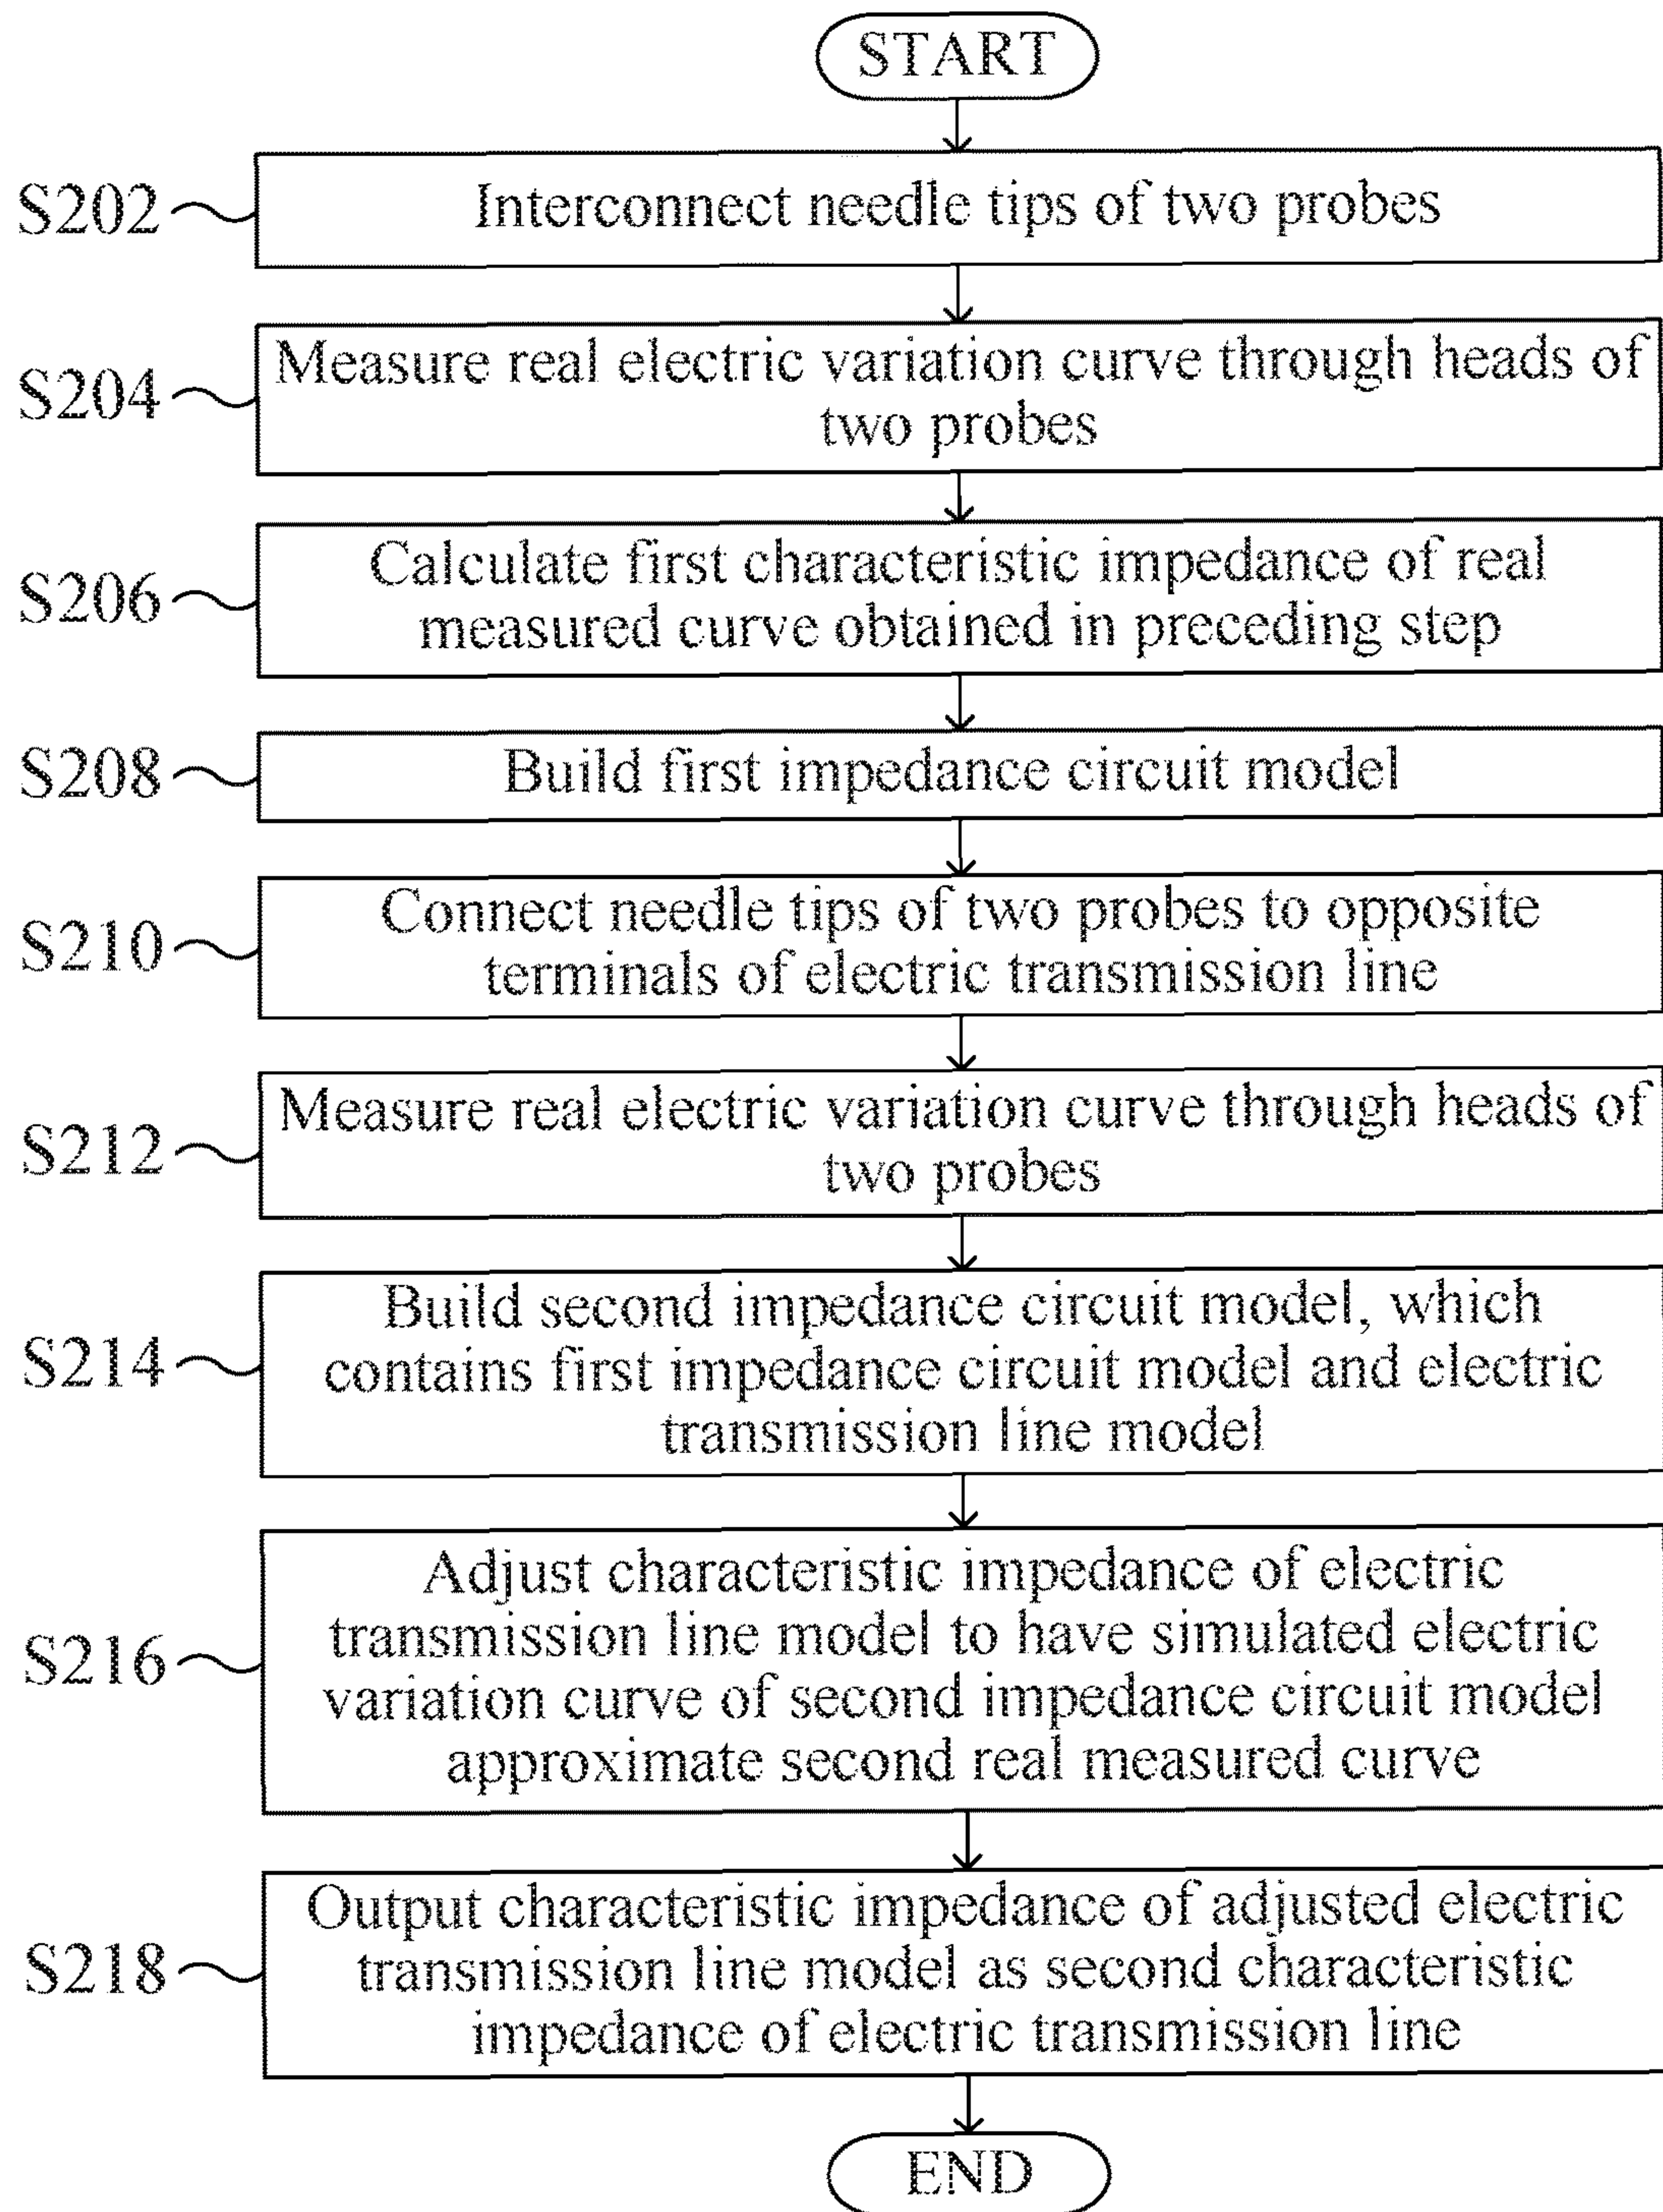 START
S202
Interconnect needle tips of two probes
S204
Measure real electric variation curve through heads of
two probes
S206
Calculate first characteristic impedance of real
measured curve obtained in preceding step
S208
Build first impedance circuit model
S210
Connect needle tips of two probes to opposite
terminals of electric transmission line
S212
Measure real electric variation curve through heads of
two probes
S214
Build second impedance circuit model, which
contains first impedance circuit model and electric
transmission line model
S216
Adjust characteristic impedance of electric
transmission line model to have simulated electric
variation curve of second impedance circuit model
approximate second real measured curve
S218
Output characteristic impedance of adjusted electric
transmission line model as second characteristic
impedance of electric transmission line
END